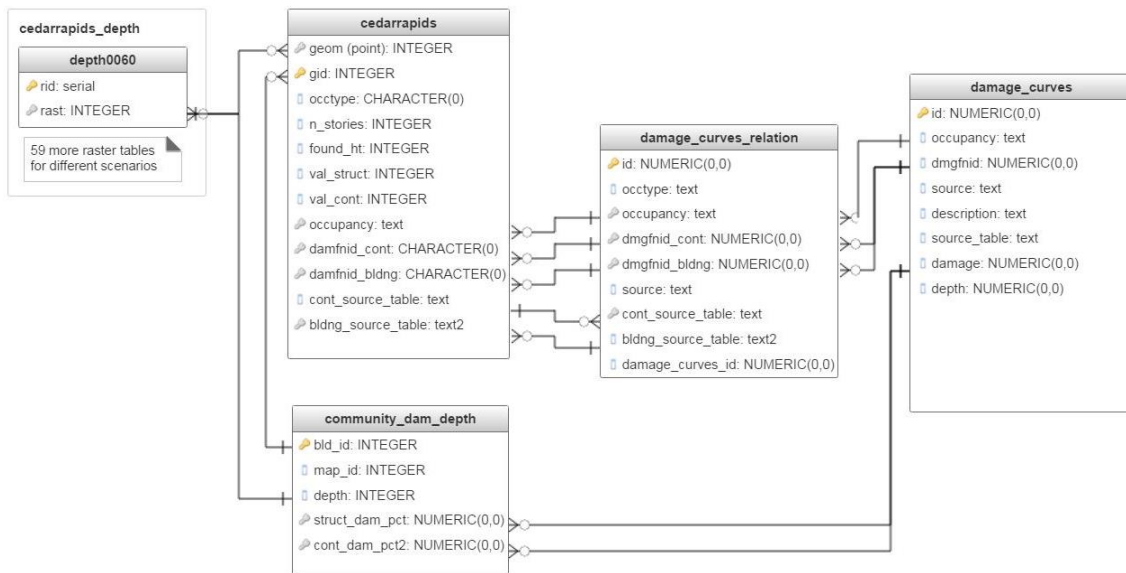 cedarrapids_depth
depth0060
rid: serial
rast: INTEGER
59 more raster tables
for different scenarios
cedarrapids
geom (point): INTEGER
gid: INTEGER
occtype: CHARACTER(0)
n_stories: INTEGER
found_ht: INTEGER
val_struct: INTEGER
val_cont: INTEGER
occupancy: text
damfnid_cont: CHARACTER(0)
damfnid_bldng: CHARACTER(0)
cont_source_table: text
bldng_source_table: text2
damage_curves_relation
id: NUMERIC(0,0)
occtype: text
occupancy: text
dmgfnid_cont: NUMERIC(0,0)
dmgfnid_bldng: NUMERIC(0,0)
source: text
cont_source_table: text
bldng_source_table: text2
damage_curves_id: NUMERIC(0,0)
damage_curves
id: NUMERIC(0,0)
occupancy: text
dmgfnid: NUMERIC(0,0)
source: text
description: text
source_table: text
damage: NUMERIC(0,0)
depth: NUMERIC(0,0)
community_dam_depth
bld_id: INTEGER
map_id: INTEGER
depth: INTEGER
struct_dam_pct: NUMERIC(0,0)
cont_dam_pct2: NUMERIC(0,0)